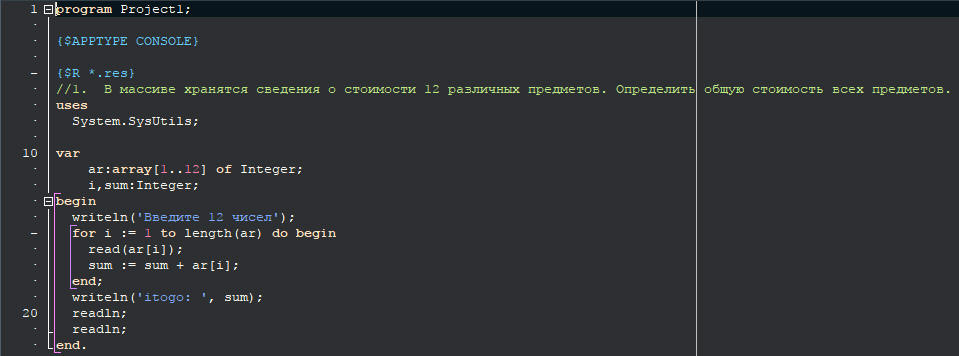 1 program Project1;
{$APPTYPE CONSOLE}
{$R *.res}
//1.  В массиве хранятся сведения о стоимости 12 различных предметов. Определить общую стоимость всех предметов.
uses
  System.SysUtils;
10 var
    ar:array[1..12] of Integer;
    i,sum:Integer;
begin
  writeln('Введите 12 чисел');
  for i := 1 to length(ar) do begin
    read(ar[i]);
    sum := sum + ar[i];
  end;
  writeln('itogo: ', sum);
20   readln;
  readln;
end.